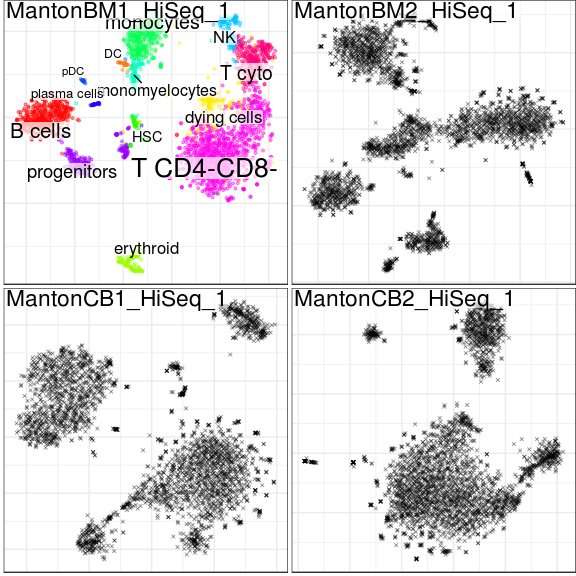 MantonBM1_HiSeq_1
MantonBM2_HiSeq_1
monocytes
NK
DC
T cyto
pDC
plasma cells
monomyelocytes
dying cells
B cells
HSC
progenitors
T CD4-CD8-
erythroid
MantonCB1_HiSeq_1
MantonCB2_HiSeq_1